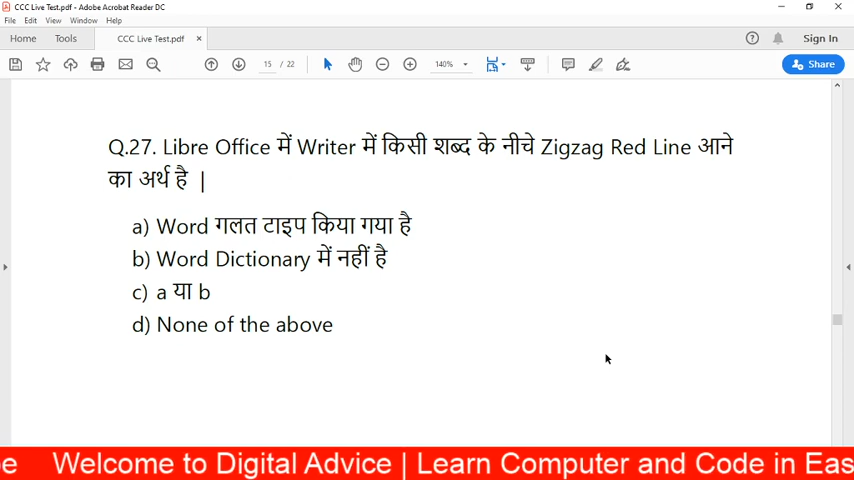 CCC Live Test.pdf - Adobe Acrobat Reader DC
File Edit View Window Help
Home Tools CCC Live Test.pdf × Sign In
15 / 22 140% Share
Q.27. Libre Office में Writer में किसी शब्द के नीचे Zigzag Red Line आने
का अर्थ है |
a) Word गलत टाइप किया गया है
b) Word Dictionary में नहीं है
c) a या b
d) None of the above
e Welcome to Digital Advice | Learn Computer and Code in Eas